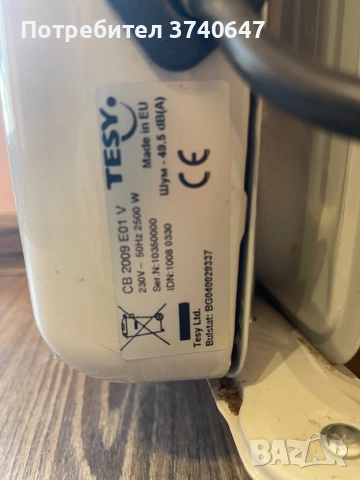 Потребител 3740647
TESY
Made in EU
Шум - 49.5 dB(A)
CE
CB 2009 E01 V
230V~ 50Hz 2500 W
Ser.N:10350000
IDN:1008 0330
Tesy Ltd.
Bulstat: BG040029337
BAZAR